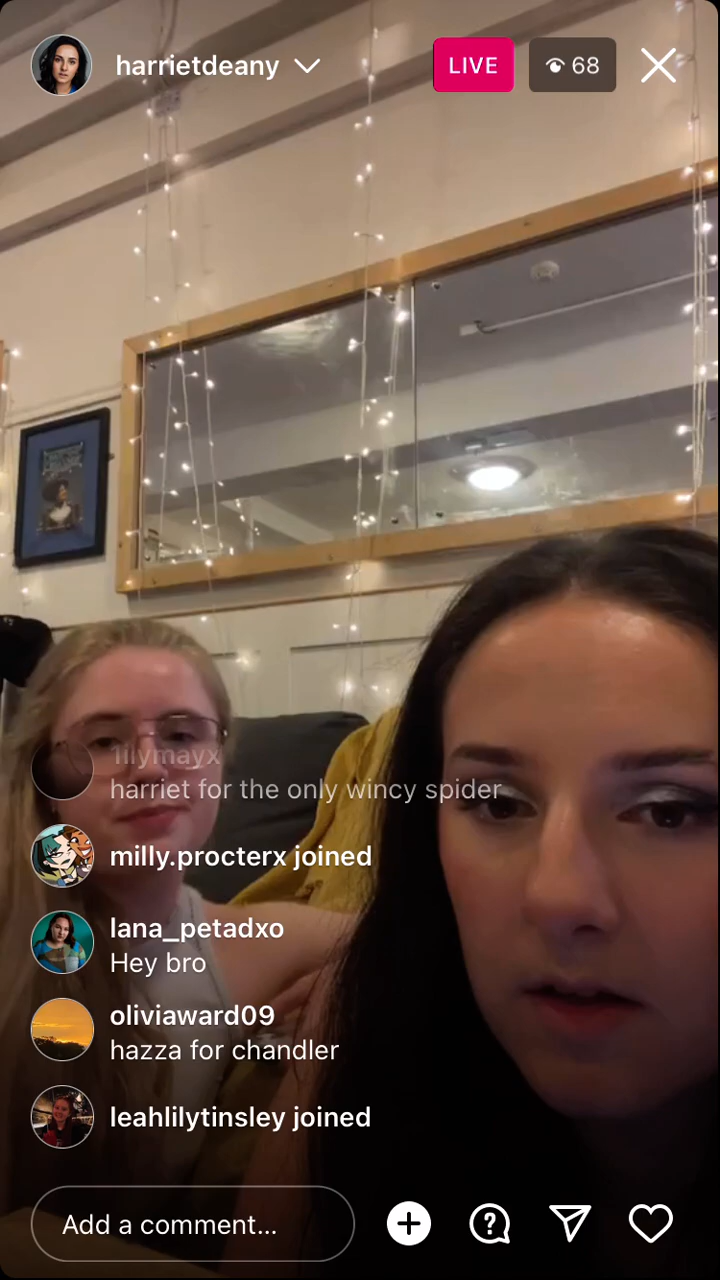 harrietdeany
LIVE
68
1lilymayx
harriet for the only wincy spider
milly.procterx joined
lana_petadxo
Hey bro
oliviaward09
hazza for chandler
leahlilytinsley joined
Add a comment...